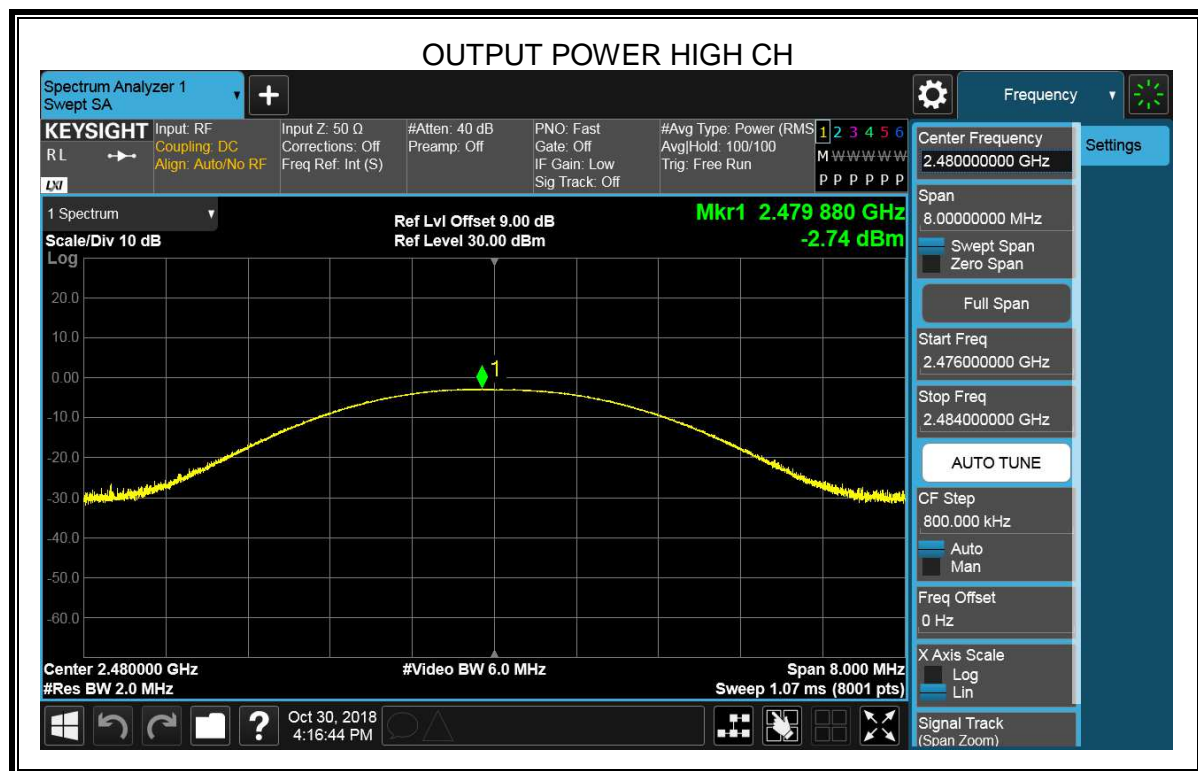 OUTPUT POWER HIGH CH
Spectrum Analyzer 1
Swept SA
+
Frequency
KEYSIGHT
RL
LXI
Input: RF
Coupling: DC
Align: Auto/No RF
Input Z: 50 Ω
Corrections: Off
Freq Ref: Int (S)
#Atten: 40 dB
Preamp: Off
PNO: Fast
Gate: Off
IF Gain: Low
Sig Track: Off
#Avg Type: Power (RMS
Avg|Hold: 100/100
Trig: Free Run
1 2 3 4 5 6
M W W W W W
P P P P P P
1 Spectrum
Scale/Div 10 dB
Log
Ref Lvl Offset 9.00 dB
Ref Level 30.00 dBm
Mkr1 2.479 880 GHz
-2.74 dBm
1
20.0
10.0
0.00
-10.0
-20.0
-30.0
-40.0
-50.0
-60.0
Center 2.480000 GHz
#Res BW 2.0 MHz
#Video BW 6.0 MHz
Span 8.000 MHz
Sweep 1.07 ms (8001 pts)
Center Frequency
2.480000000 GHz
Settings
Span
8.00000000 MHz
Swept Span
Zero Span
Full Span
Start Freq
2.476000000 GHz
Stop Freq
2.484000000 GHz
AUTO TUNE
CF Step
800.000 kHz
Auto
Man
Freq Offset
0 Hz
X Axis Scale
Log
Lin
Signal Track
(Span Zoom)
?
Oct 30, 2018
4:16:44 PM